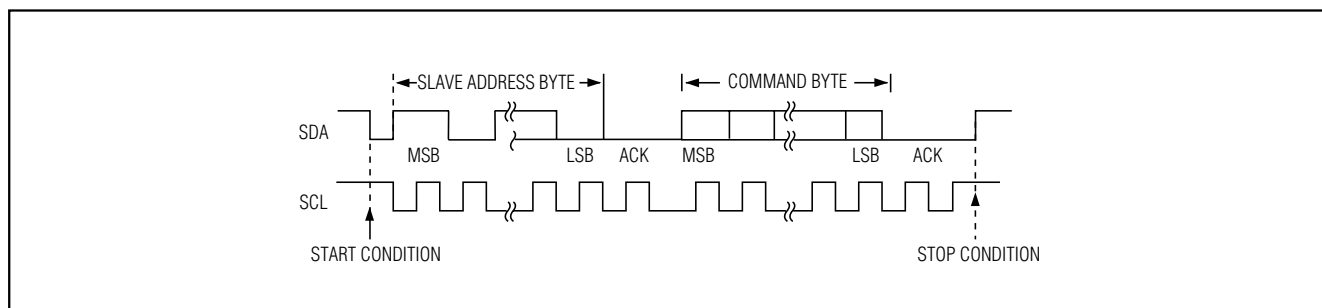 SLAVE ADDRESS BYTE COMMAND BYTE
SDA
MSB LSB ACK MSB LSB ACK
SCL
START CONDITION STOP CONDITION